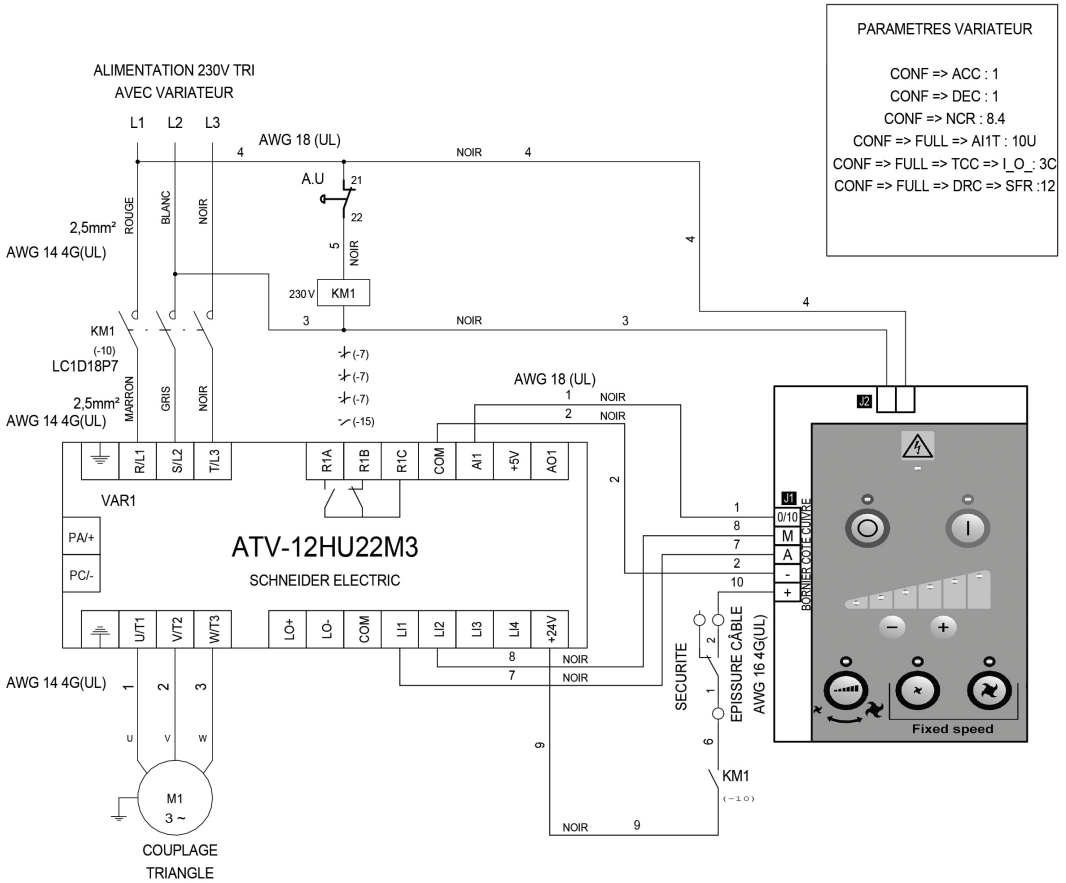 PARAMETRES VARIATEUR
CONF => ACC : 1
CONF => DEC : 1
CONF => NCR : 8.4
CONF => FULL => AI1T : 10U
CONF => FULL => TCC => I_O_: 3C
CONF => FULL => DRC => SFR :12
ALIMENTATION 230V TRI
AVEC VARIATEUR
L1 L2 L3
AWG 18 (UL)
4 NOIR 4
A.U
21
22
ROUGE
BLANC
NOIR
2,5mm²
AWG 14 4G(UL)
5
NOIR
4
230 V
KM1
4
3 NOIR 3
KM1
(-10)
LC1D18P7
(-7)
(-7)
(-7)
(-15)
MARRON
GRIS
NOIR
2,5mm²
AWG 14 4G(UL)
AWG 18 (UL)
1 NOIR
2 NOIR
J2
R/L1
S/L2
T/L3
R1A
R1B
R1C
COM
AI1
+5V
AO1
VAR1
2
PA/+
PC/-
ATV-12HU22M3
SCHNEIDER ELECTRIC
J1
1 0/10
8 M
7 A
2 -
10 +
BORNIER COTE CUIVRE
U/T1
V/T2
W/T3
LO+
LO-
COM
LI1
LI2
LI3
LI4
+24V
8 NOIR
7 NOIR
AWG 14 4G(UL)
1
2
3
U V W
SECURITE
2
1
EPISSURE CÂBLE
AWG 16 4G(UL)
Fixed speed
9
6
KM1
(-10)
NOIR 9
M1
3 ~
COUPLAGE
TRIANGLE